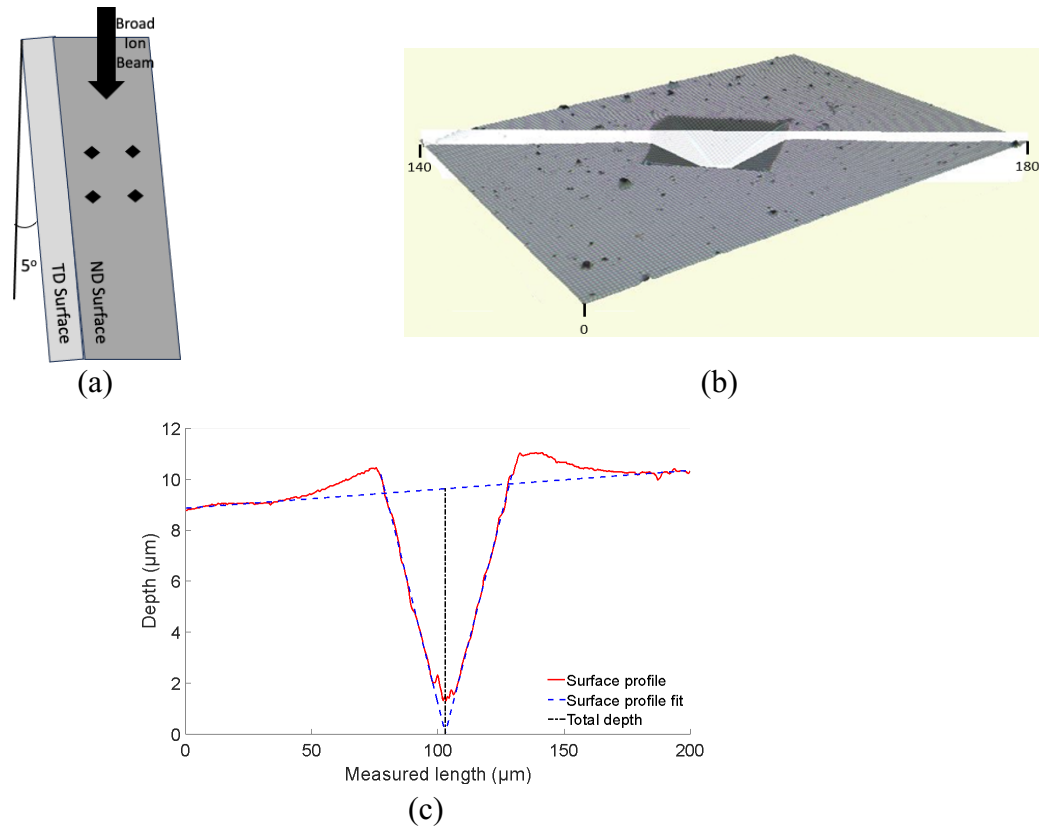 Broad
Ion
Beam
5°
TD Surface
ND Surface
(a)
140
180
0
(b)
12
10
8
6
4
2
0
Depth (µm)
Surface profile
Surface profile fit
Total depth
0
50
100
150
200
Measured length (µm)
(c)